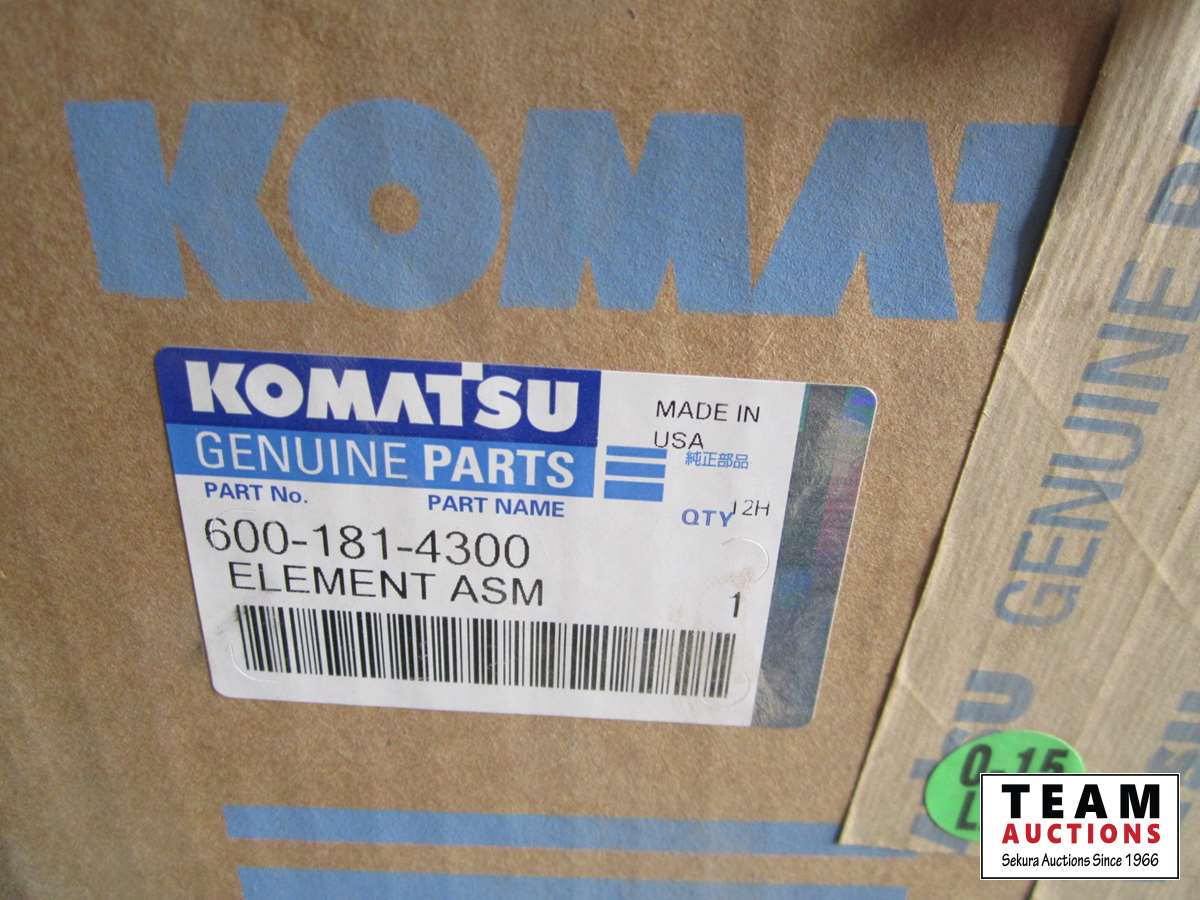 KOMAT
KOMATSU
GENUINE PARTS
MADE IN
USA
純正部品
PART No.
PART NAME
QTY
12H
600-181-4300
ELEMENT ASM
1
GENUINE
0-15
TEAM
AUCTIONS
Sekura Auctions Since 1966